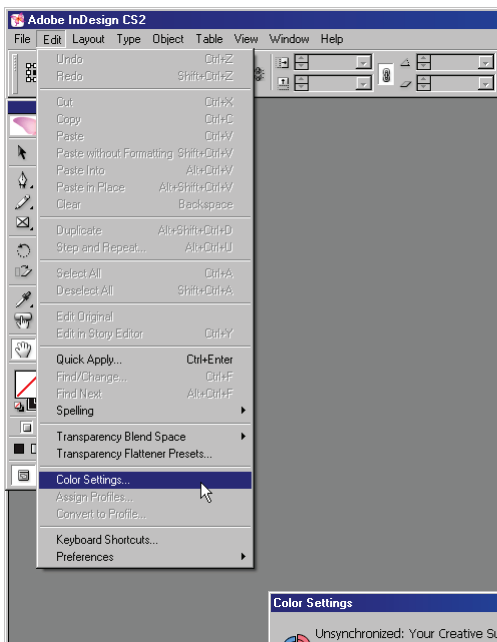 Adobe InDesign CS2
File Edit Layout Type Object Table View Window Help
Undo Ctrl+Z
Redo Shift+Ctrl+Z
Cut Ctrl+X
Copy Ctrl+C
Paste Ctrl+V
Paste without Formatting Shift+Ctrl+V
Paste Into Alt+Ctrl+V
Paste in Place Alt+Shift+Ctrl+V
Clear Backspace
Duplicate Alt+Shift+Ctrl+D
Step and Repeat... Alt+Ctrl+U
Select All Ctrl+A
Deselect All Shift+Ctrl+A
Edit Original
Edit in Story Editor Ctrl+Y
Quick Apply... Ctrl+Enter
Find/Change... Ctrl+F
Find Next Alt+Ctrl+F
Spelling
Transparency Blend Space
Transparency Flattener Presets...
Color Settings...
Assign Profiles...
Convert to Profile...
Keyboard Shortcuts...
Preferences
Color Settings
Unsynchronized: Your Creative Su